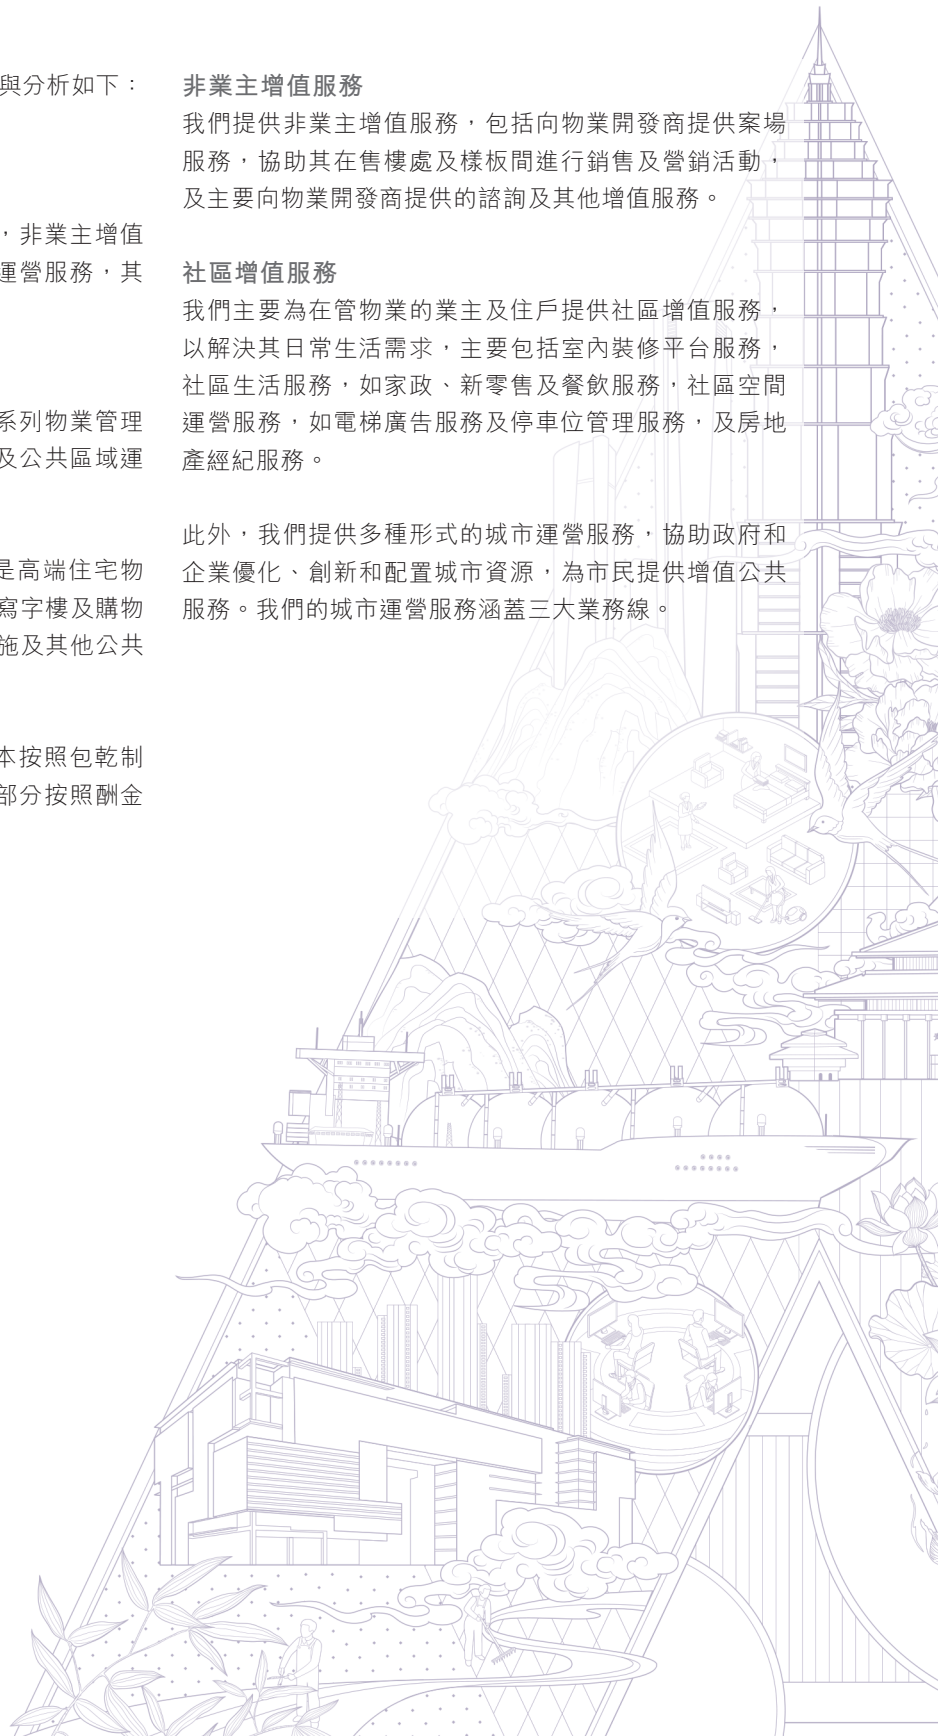 與分析如下：
，非業主增值
運營服務，其
系列物業管理
及公共區域運
是高端住宅物
寫字樓及購物
施及其他公共
本按照包乾制
部分按照酬金
非業主增值服務
我們提供非業主增值服務，包括向物業開發商提供案場
服務，協助其在售樓處及樣板間進行銷售及營銷活動，
及主要向物業開發商提供的諮詢及其他增值服務。
社區增值服務
我們主要為在管物業的業主及住戶提供社區增值服務，
以解決其日常生活需求，主要包括室內裝修平台服務，
社區生活服務，如家政、新零售及餐飲服務，社區空間
運營服務，如電梯廣告服務及停車位管理服務，及房地
產經紀服務。
此外，我們提供多種形式的城市運營服務，協助政府和
企業優化、創新和配置城市資源，為市民提供增值公共
服務。我們的城市運營服務涵蓋三大業務線。